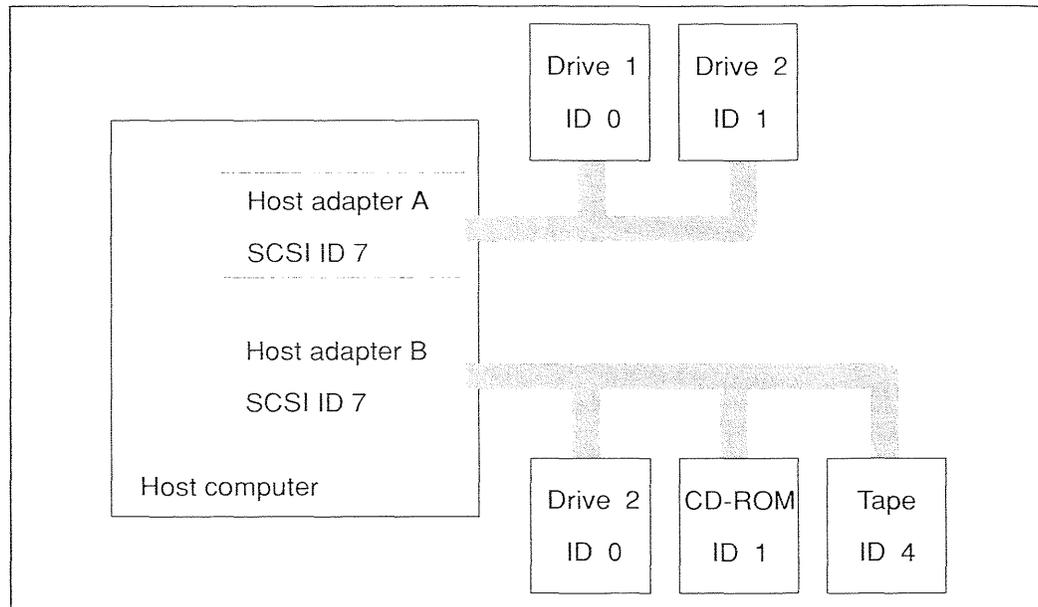 Drive 1
ID 0
Drive 2
ID 1
Host adapter A
SCSI ID 7
Host adapter B
SCSI ID 7
Host computer
Drive 2
ID 0
CD-ROM
ID 1
Tape
ID 4